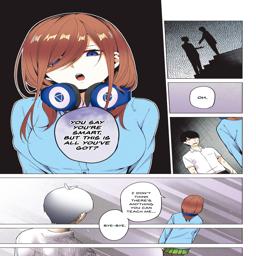 OH.
YOU SAY
YOU'RE
SMART,
BUT THIS IS
ALL YOU'VE
GOT?
I DON'T
THINK
THERE'S
ANYTHING
YOU CAN
TEACH ME...
BYE-BYE.